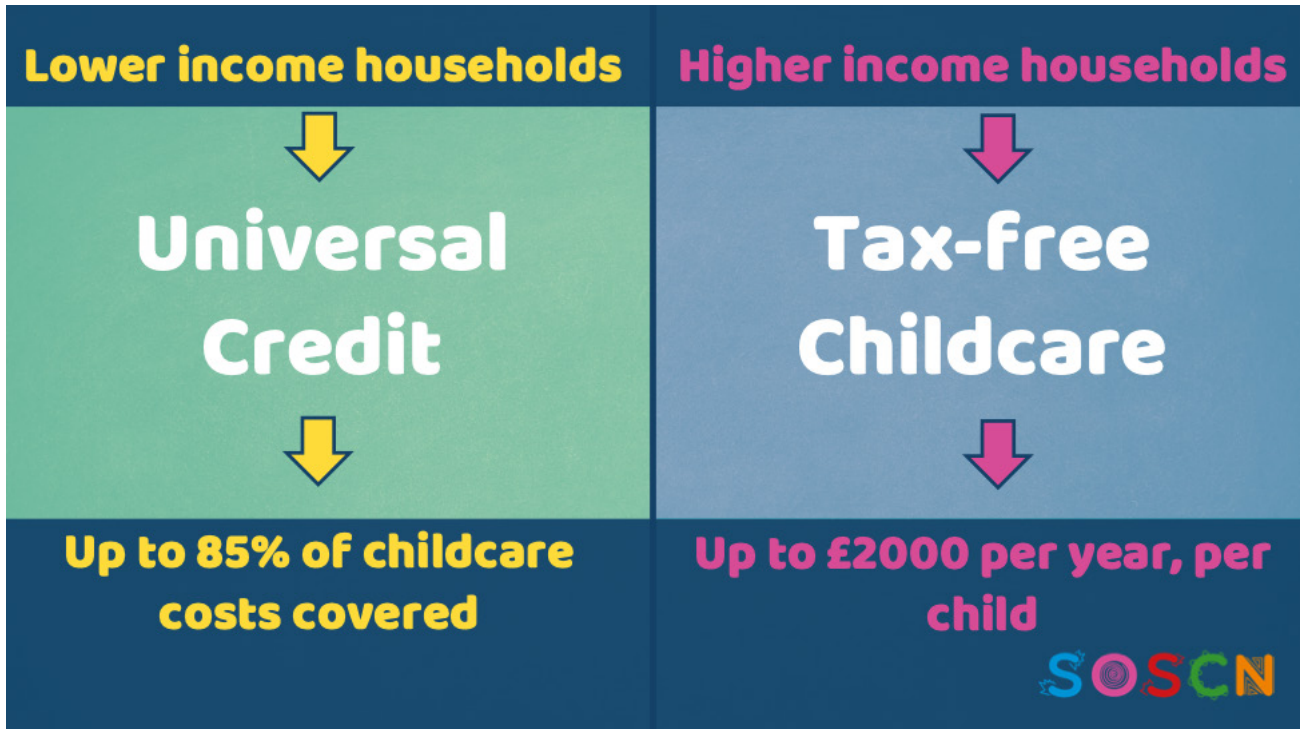 Lower income households
Universal
Credit
Up to 85% of childcare
costs covered
Higher income households
Tax-free
Childcare
Up to £2000 per year, per
child
SOSCN